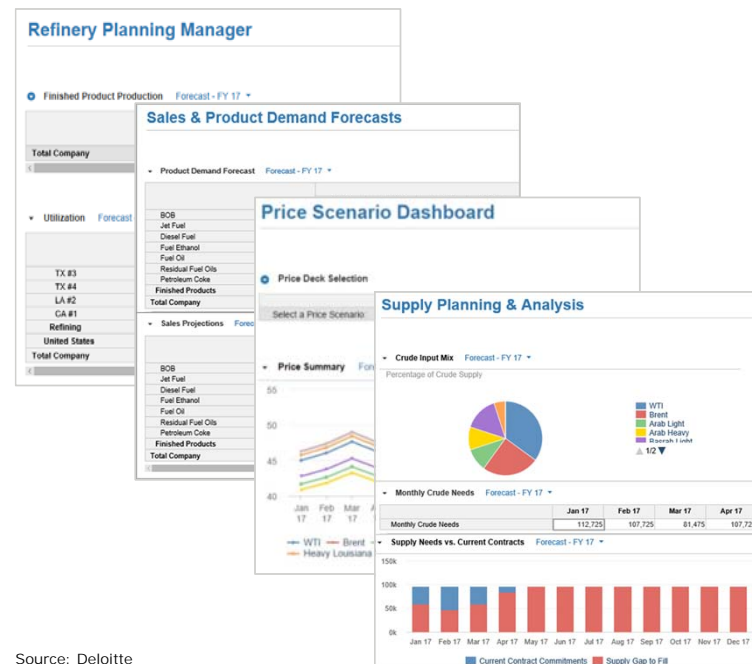 Refinery Planning Manager
Finished Product Production Forecast - FY 17
Total Company
Utilization Forecast
TX #3
TX #4
LA #2
CA #1
Refining
United States
Total Company
Sales & Product Demand Forecasts
Product Demand Forecast Forecast - FY 17
BOB
Jet Fuel
Diesel Fuel
Fuel Ethanol
Fuel Oil
Residual Fuel Oils
Petroleum Coke
Finished Products
Total Company
Sales Projections
BOB
Jet Fuel
Diesel Fuel
Fuel Ethanol
Fuel Oil
Residual Fuel Oils
Petroleum Coke
Finished Products
Total Company
Price Scenario Dashboard
Price Deck Selection
Select a Price Scenario
Price Summary
55
50
45
40
Jan Feb Mar
17 17 17
WTI Brent
Heavy Louisiana
Supply Planning & Analysis
Crude Input Mix Forecast - FY 17
Percentage of Crude Supply
WTI
Brent
Arab Light
Arab Heavy
Basrah Light
1/2
Monthly Crude Needs Forecast - FY 17
Jan 17 Feb 17 Mar 17 Apr 17
Monthly Crude Needs 112,725 107,725 81,475 107,72
Supply Needs vs. Current Contracts Forecast - FY 17
150k
100k
50k
0k
Jan 17 Feb 17 Mar 17 Apr 17 May 17 Jun 17 Jul 17 Aug 17 Sep 17 Oct 17 Nov 17 Dec 17
Current Contract Commitments Supply Gap to Fill
Source: Deloitte